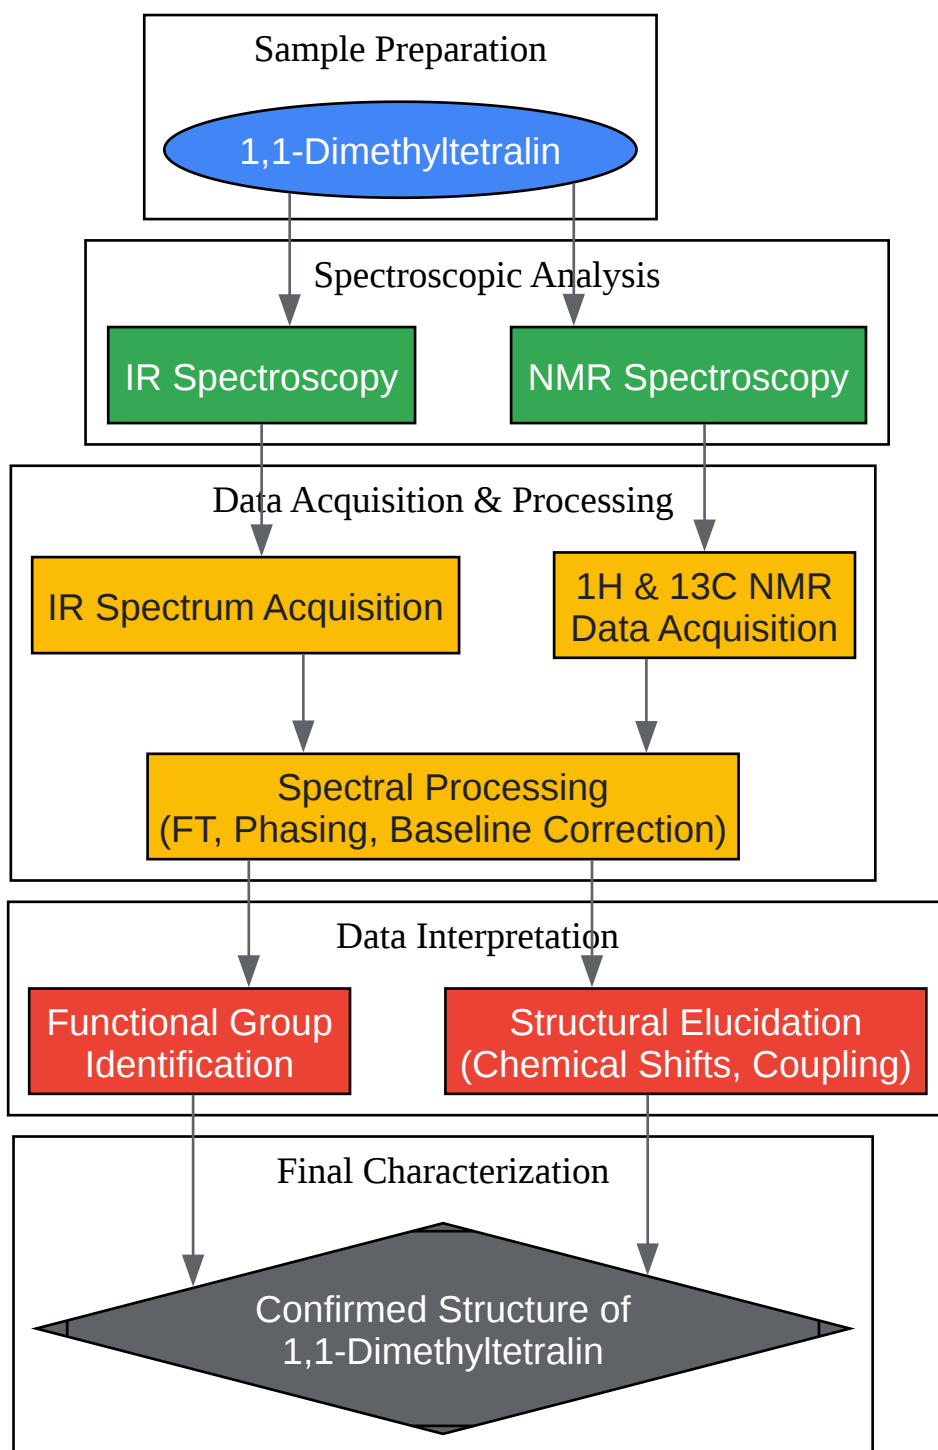 Sample Preparation
1,1-Dimethyltetralin
Spectroscopic Analysis
IR Spectroscopy
NMR Spectroscopy
Data Acquisition & Processing
IR Spectrum Acquisition
1H & 13C NMR
Data Acquisition
Spectral Processing
(FT, Phasing, Baseline Correction)
Data Interpretation
Functional Group
Identification
Structural Elucidation
(Chemical Shifts, Coupling)
Final Characterization
Confirmed Structure of
1,1-Dimethyltetralin